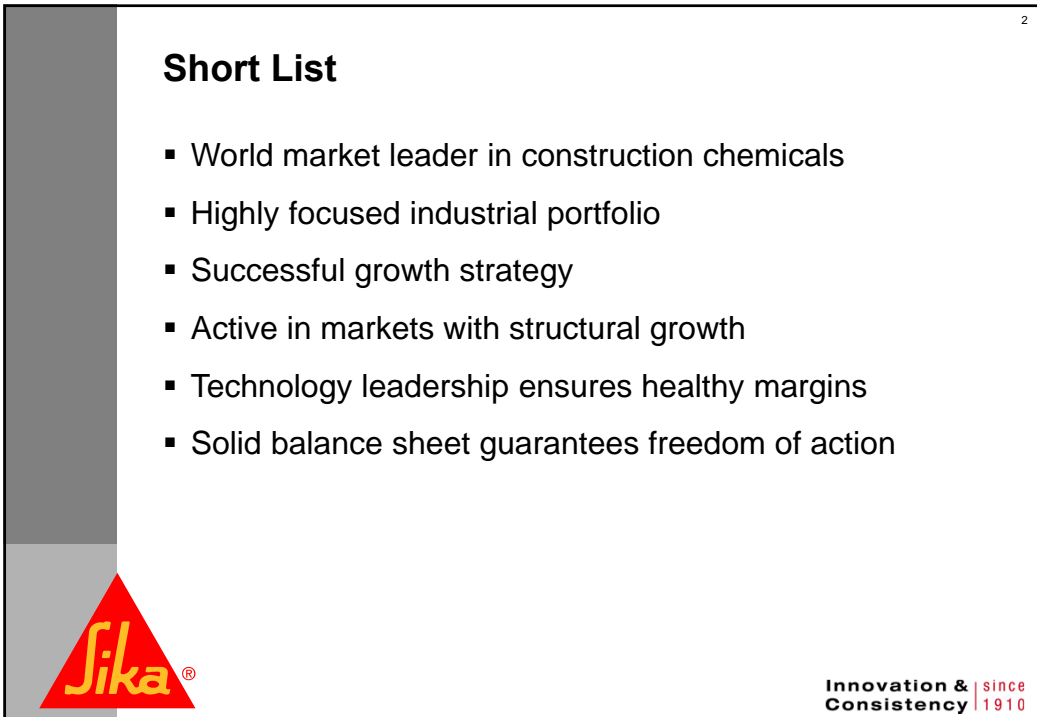 2
Short List
▪ World market leader in construction chemicals
▪ Highly focused industrial portfolio
▪ Successful growth strategy
▪ Active in markets with structural growth
▪ Technology leadership ensures healthy margins
▪ Solid balance sheet guarantees freedom of action
Sika ®
Innovation & | since
Consistency | 1910